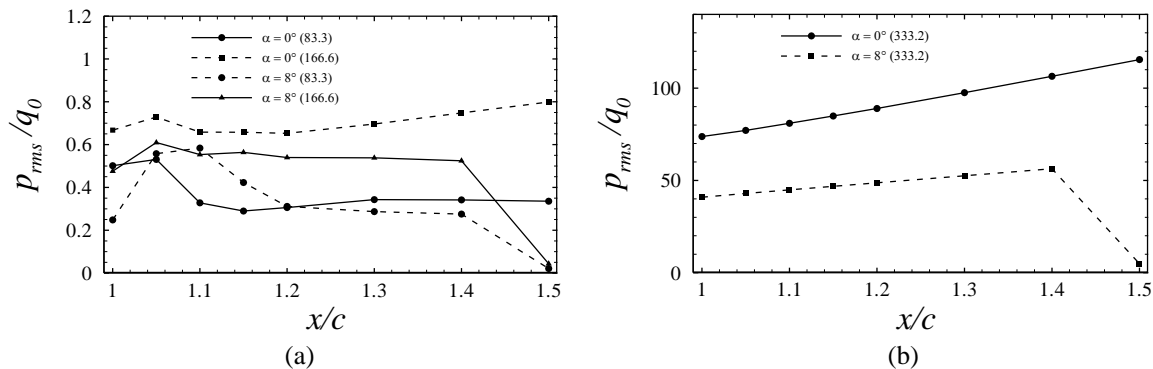 1.2
1
0.8
0.6
0.4
0.2
0
p_rms/q_0
α = 0° (83.3)
α = 0° (166.6)
α = 8° (83.3)
α = 8° (166.6)
1 1.1 1.2 1.3 1.4 1.5
x/c
(a)
100
50
0
p_rms/q_0
α = 0° (333.2)
α = 8° (333.2)
1 1.1 1.2 1.3 1.4 1.5
x/c
(b)